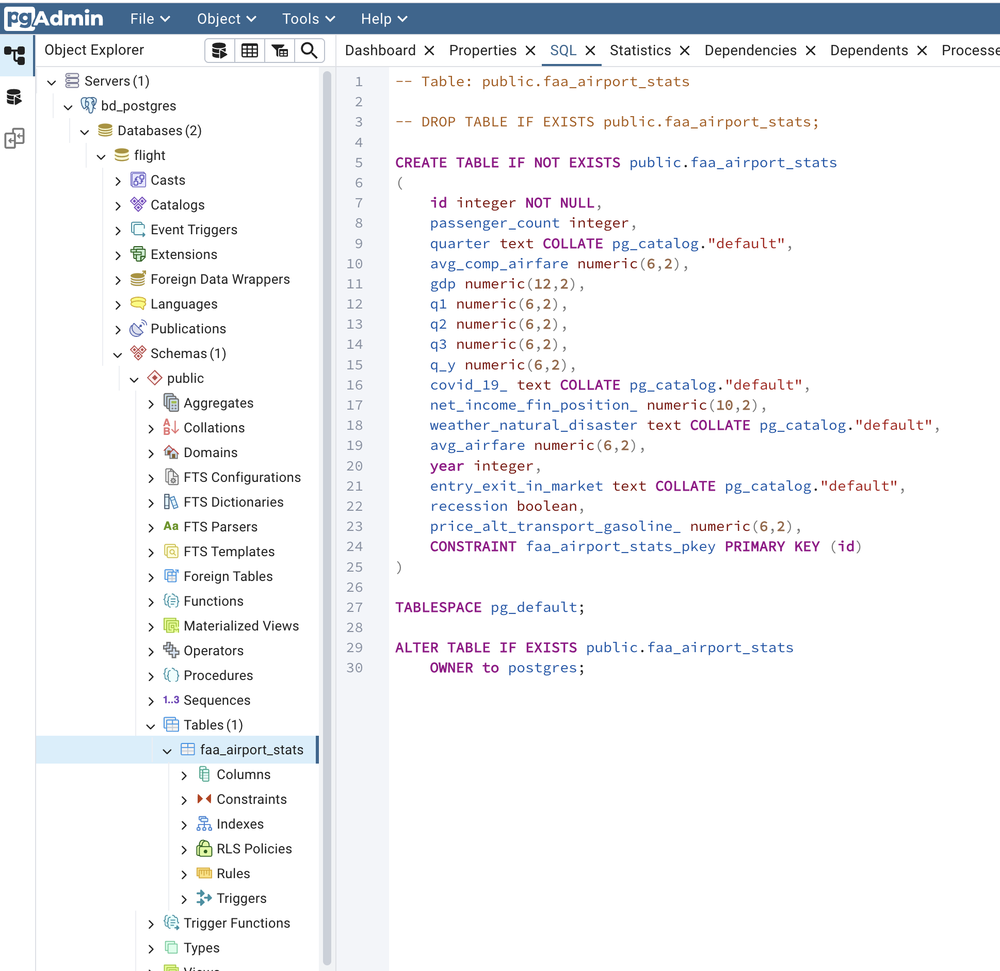 pgAdmin File Object Tools Help
Object Explorer
Dashboard Properties SQL Statistics Dependencies Dependents Processe
Servers (1)
bd_postgres
Databases (2)
flight
Casts
Catalogs
Event Triggers
Extensions
Foreign Data Wrappers
Languages
Publications
Schemas (1)
public
Aggregates
Collations
Domains
FTS Configurations
FTS Dictionaries
Aa FTS Parsers
FTS Templates
Foreign Tables
Functions
Materialized Views
Operators
Procedures
1..3 Sequences
Tables (1)
faa_airport_stats
Columns
Constraints
Indexes
RLS Policies
Rules
Triggers
Trigger Functions
Types
Views
1 -- Table: public.faa_airport_stats
2
3 -- DROP TABLE IF EXISTS public.faa_airport_stats;
4
5 CREATE TABLE IF NOT EXISTS public.faa_airport_stats
6 (
7 id integer NOT NULL,
8 passenger_count integer,
9 quarter text COLLATE pg_catalog."default",
10 avg_comp_airfare numeric(6,2),
11 gdp numeric(12,2),
12 q1 numeric(6,2),
13 q2 numeric(6,2),
14 q3 numeric(6,2),
15 q_y numeric(6,2),
16 covid_19_ text COLLATE pg_catalog."default",
17 net_income_fin_position_ numeric(10,2),
18 weather_natural_disaster text COLLATE pg_catalog."default",
19 avg_airfare numeric(6,2),
20 year integer,
21 entry_exit_in_market text COLLATE pg_catalog."default",
22 recession boolean,
23 price_alt_transport_gasoline_ numeric(6,2),
24 CONSTRAINT faa_airport_stats_pkey PRIMARY KEY (id)
25 )
26
27 TABLESPACE pg_default;
28
29 ALTER TABLE IF EXISTS public.faa_airport_stats
30 OWNER to postgres;